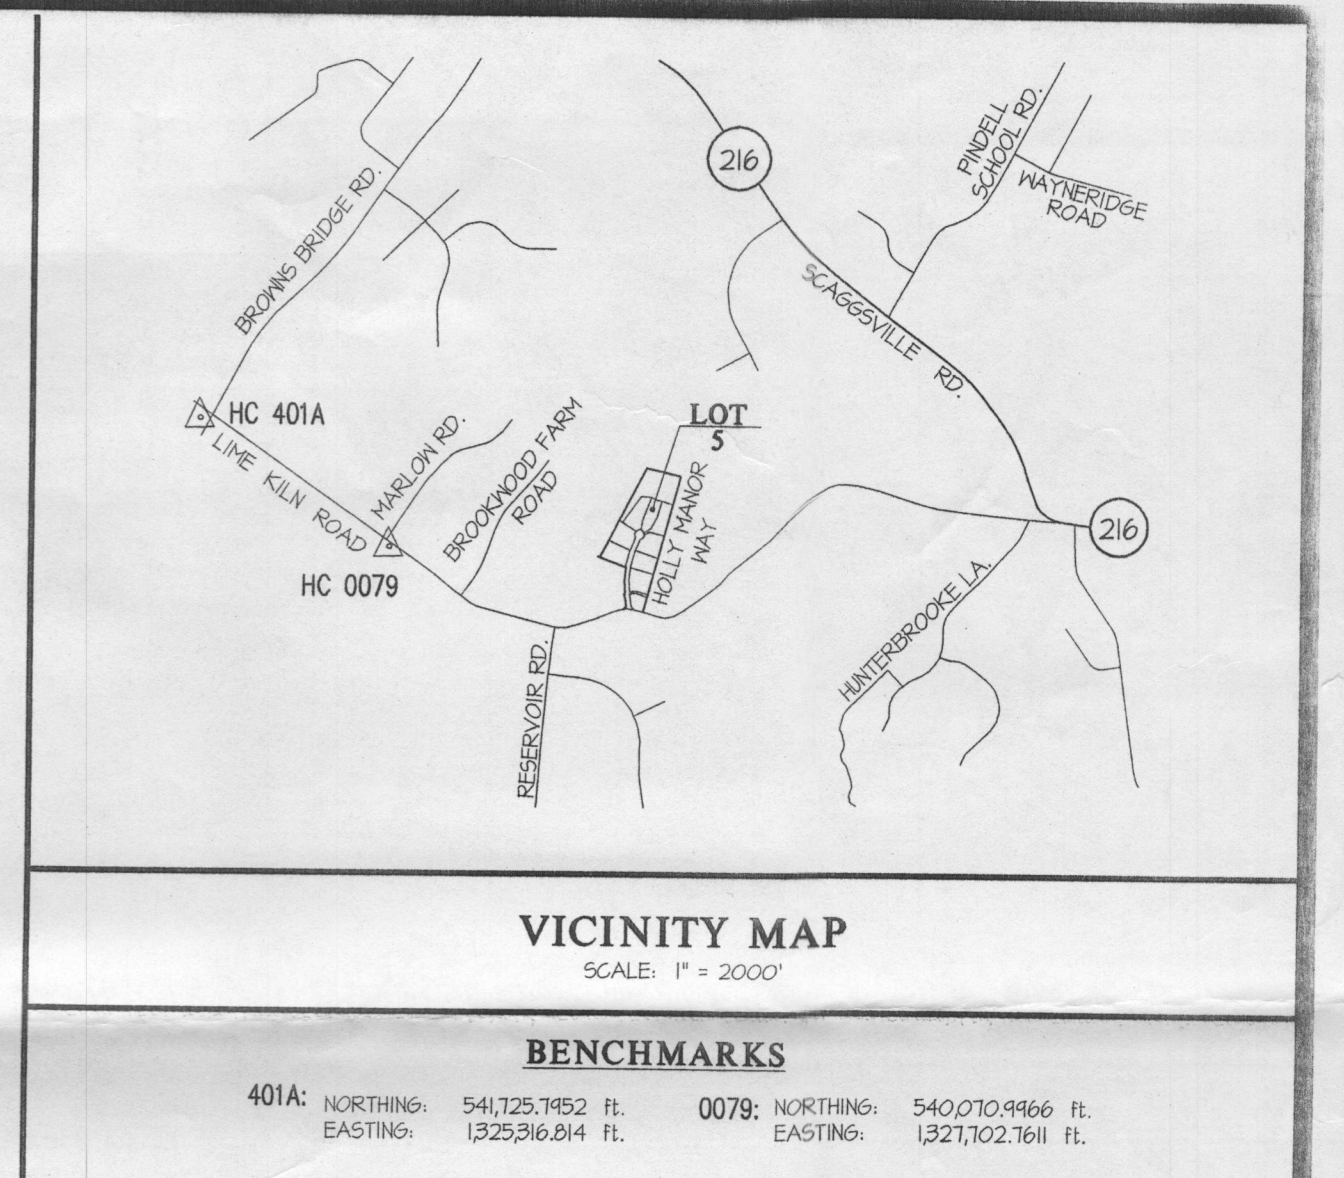 216
PINDELL
SCHOOL RD.
WAYNERIDGE
ROAD
BROWNS BRIDGE RD.
SCAGGSVILLE RD.
HC 401A
LIME KILN ROAD
MARLOW RD.
BROOKWOOD FARM
ROAD
LOT
5
HOLLY MANOR
WAY
216
HC 0079
HUNTERBROOKE LA.
RESERVOIR RD.
VICINITY MAP
SCALE: 1" = 2000'
BENCHMARKS
401A: NORTHING: 541,725.7952 ft.
EASTING: 1,325,316.814 ft.
0079: NORTHING: 540,070.9966 ft.
EASTING: 1,327,702.7611 ft.